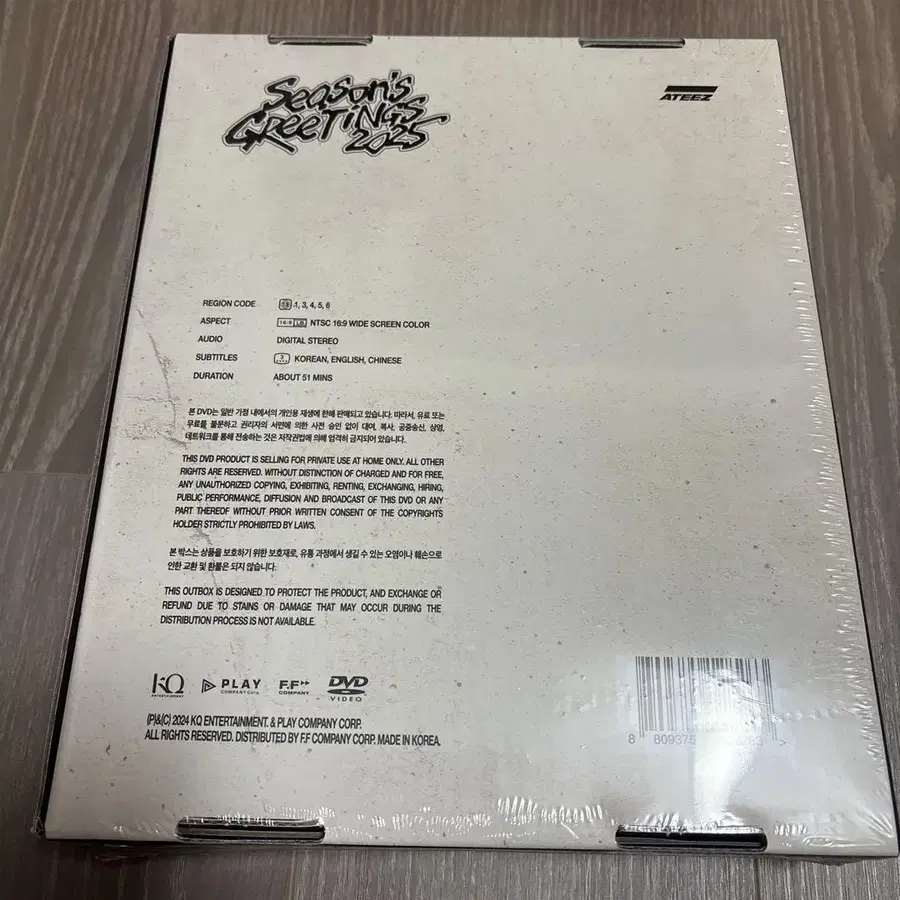 Season's
GREETINGS
2025
ATEEZ
REGION CODE 1, 3, 4, 5, 6
ASPECT 16:9 LB NTSC 16:9 WIDE SCREEN COLOR
AUDIO DIGITAL STEREO
SUBTITLES 3 KOREAN, ENGLISH, CHINESE
DURATION ABOUT 51 MINS
본 DVD는 일반 가정 내에서의 개인용 재생에 한해 판매되고 있습니다. 따라서, 유료 또는
무료를 불문하고 권리자의 서면에 의한 사전 승인 없이 대여, 복사, 공중송신, 상영,
네트워크를 통해 전송하는 것은 저작권법에 의해 엄격히 금지되어 있습니다.
THIS DVD PRODUCT IS SELLING FOR PRIVATE USE AT HOME ONLY. ALL OTHER
RIGHTS ARE RESERVED. WITHOUT DISTINCTION OF CHARGED AND FOR FREE,
ANY UNAUTHORIZED COPYING, EXHIBITING, RENTING, EXCHANGING, HIRING,
PUBLIC PERFORMANCE, DIFFUSION AND BROADCAST OF THIS DVD OR ANY
PART THEREOF WITHOUT PRIOR WRITTEN CONSENT OF THE COPYRIGHTS
HOLDER STRICTLY PROHIBITED BY LAWS.
본 박스는 상품을 보호하기 위한 보호재로, 유통 과정에서 생길 수 있는 오염이나 훼손으로
인한 교환 및 환불은 되지 않습니다.
THIS OUTBOX IS DESIGNED TO PROTECT THE PRODUCT, AND EXCHANGE OR
REFUND DUE TO STAINS OR DAMAGE THAT MAY OCCUR DURING THE
DISTRIBUTION PROCESS IS NOT AVAILABLE.
KQ ENTERTAINMENT PLAY COMPANY Corp. F.F COMPANY DVD VIDEO
(P)&(C) 2024 KQ ENTERTAINMENT. & PLAY COMPANY CORP.
ALL RIGHTS RESERVED. DISTRIBUTED BY F.F COMPANY CORP. MADE IN KOREA.
8 809375